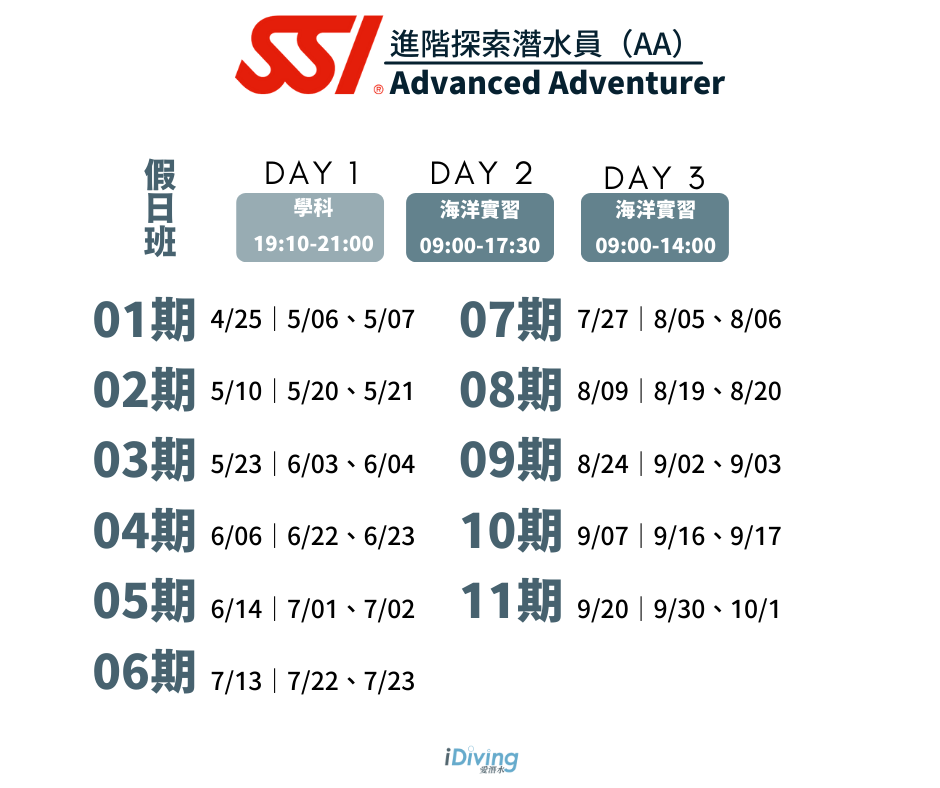 SSI®
進階探索潛水員（AA）
Advanced Adventurer
假日班
DAY 1
學科
19:10-21:00
DAY 2
海洋實習
09:00-17:30
DAY 3
海洋實習
09:00-14:00
01期 4/25｜5/06、5/07
02期 5/10｜5/20、5/21
03期 5/23｜6/03、6/04
04期 6/06｜6/22、6/23
05期 6/14｜7/01、7/02
06期 7/13｜7/22、7/23
07期 7/27｜8/05、8/06
08期 8/09｜8/19、8/20
09期 8/24｜9/02、9/03
10期 9/07｜9/16、9/17
11期 9/20｜9/30、10/1
iDiving
愛潛水